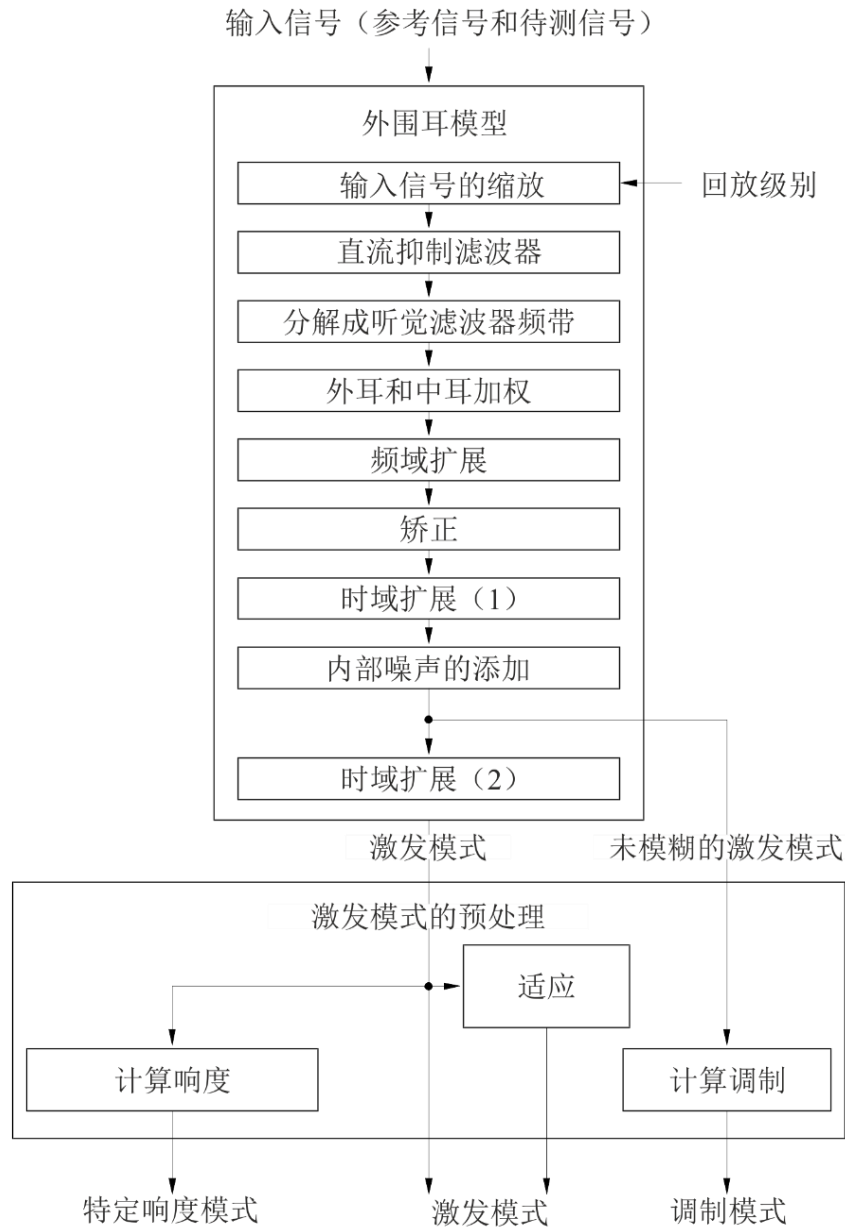 输入信号（参考信号和待测信号）
外围耳模型
输入信号的缩放
回放级别
直流抑制滤波器
分解成听觉滤波器频带
外耳和中耳加权
频域扩展
矫正
时域扩展（1）
内部噪声的添加
时域扩展（2）
激发模式
未模糊的激发模式
激发模式的预处理
适应
计算响度
计算调制
特定响度模式
激发模式
调制模式